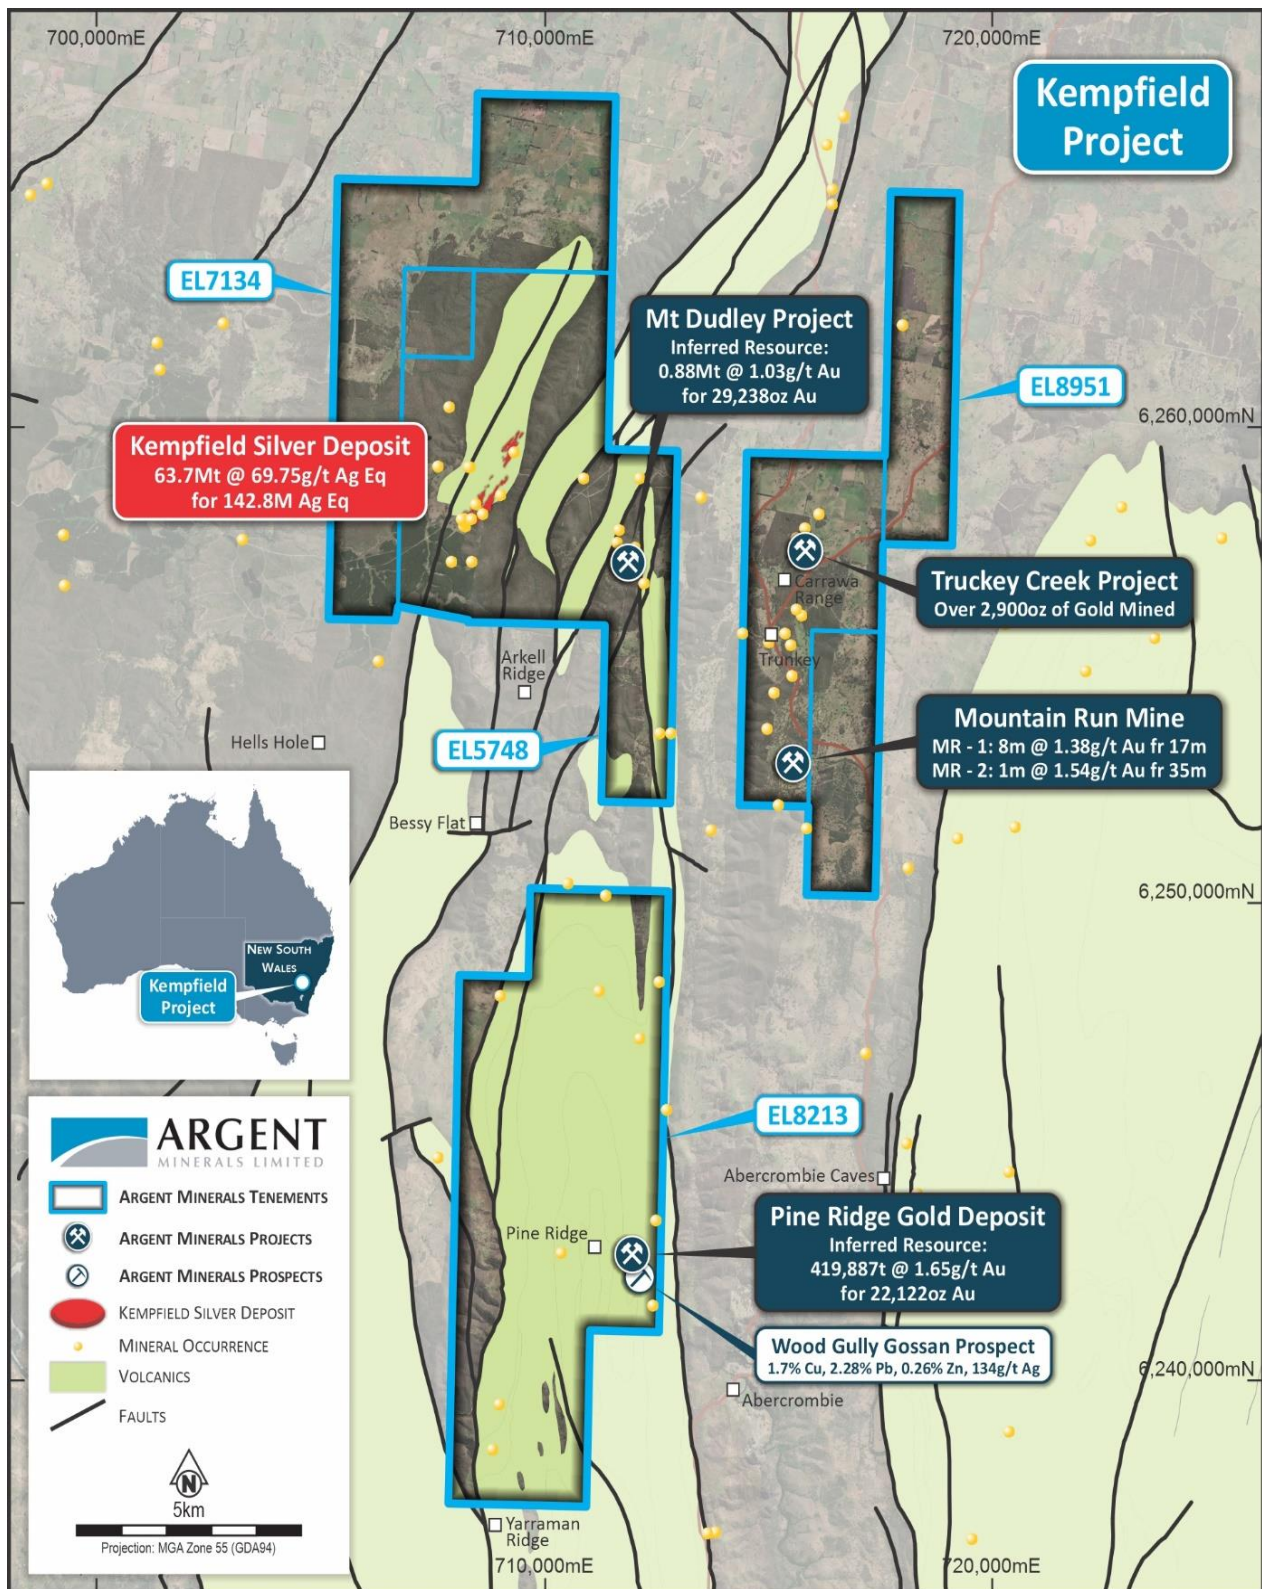 700,000mE
710,000mE
720,000mE
Kempfield
Project
EL7134
Mt Dudley Project
Inferred Resource:
0.88Mt @ 1.03g/t Au
for 29,238oz Au
EL8951
6,260,000mN
Kempfield Silver Deposit
63.7Mt @ 69.75g/t Ag Eq
for 142.8M Ag Eq
Truckey Creek Project
Over 2,900oz of Gold Mined
Carrawa
Range
Trunkey
Arkell
Ridge
Mountain Run Mine
MR - 1: 8m @ 1.38g/t Au fr 17m
MR - 2: 1m @ 1.54g/t Au fr 35m
Hells Hole
EL5748
Bessy Flat
6,250,000mN
NEW SOUTH
WALES
Kempfield
Project
EL8213
ARGENT
MINERALS LIMITED
Abercrombie Caves
ARGENT MINERALS TENEMENTS
Pine Ridge Gold Deposit
Inferred Resource:
419,887t @ 1.65g/t Au
for 22,122oz Au
Pine Ridge
ARGENT MINERALS PROJECTS
ARGENT MINERALS PROSPECTS
KEMPFIELD SILVER DEPOSIT
MINERAL OCCURRENCE
Wood Gully Gossan Prospect
1.7% Cu, 2.28% Pb, 0.26% Zn, 134g/t Ag
VOLCANICS
6,240,000mN
Abercrombie
FAULTS
N
5km
Projection: MGA Zone 55 (GDA94)
Yarraman
Ridge
710,000mE
720,000mE